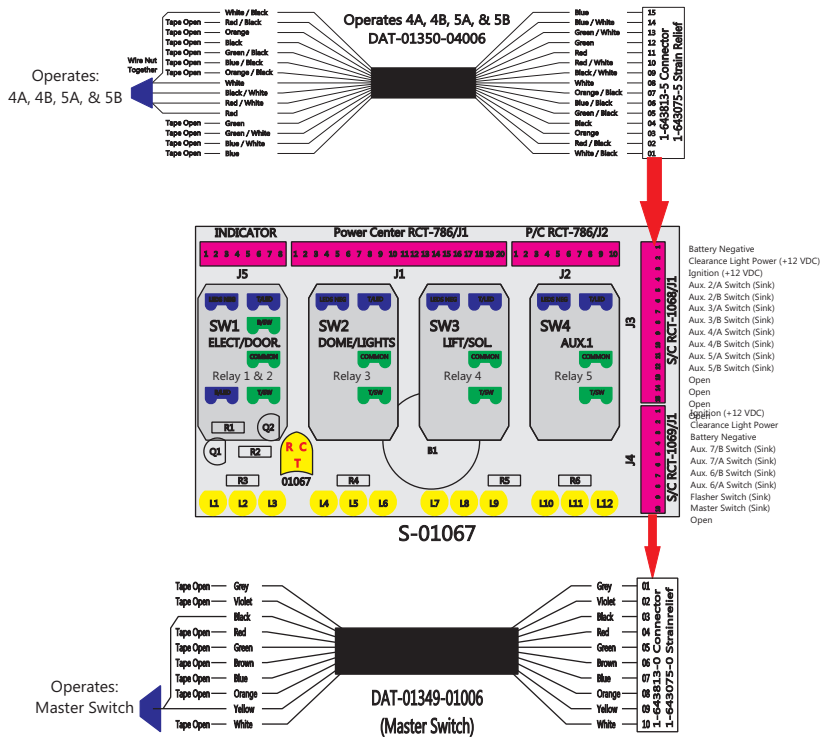 Operates 4A, 4B, 5A, & 5B
DAT-01350-04006
Wire Nut
Together
Operates:
4A, 4B, 5A, & 5B
White / Black
Tape Open Red / Black
Tape Open Orange
Tape Open Black
Tape Open Green / Black
Tape Open Blue / Black
Tape Open Orange / Black
White
Black / White
Red / White
Red
Tape Open Green
Tape Open Green / White
Tape Open Blue / White
Tape Open Blue
Blue 15
Blue / White 14
Green / White 13
Green 12
Red 11
Red / White 10
Black / White 09
White 08
Orange / Black 07
Blue / Black 06
Green / Black 05
Black 04
Orange 03
Red / Black 02
White / Black 01
1-643813-5 Connector
1-643075-5 Strain Relief
INDICATOR
Power Center RCT-786/J1
P/C RCT-786/J2
1 2 3 4 5 6 7 8
1 2 3 4 5 6 7 8 9 10 11 12 13 14 15 16 17 18 19 20
1 2 3 4 5 6 7 8 9 10
J5
J1
J2
LSDE NEG T/LED
LSDE NEG T/LED
LSDE NEG T/LED
LSDE NEG T/LED
B/SW
SW1
ELECT/DOOR.
COMMON
Relay 1 & 2
B/LED T/SW
SW2
DOME/LIGHTS
COMMON
Relay 3
T/SW
SW3
LIFT/SOL.
COMMON
Relay 4
T/SW
SW4
AUX.1
COMMON
Relay 5
T/SW
R1
Q2
Q1
R2
R C
T
01067
B1
R3
R4
R5
R6
L1 L2 L3
L4 L5 L6
L7 L8 L9
L10 L11 L12
J3
S/C RCT-1068/J1
J4
S/C RCT-1069/J1
Battery Negative
Clearance Light Power (+12 VDC)
Ignition (+12 VDC)
Aux. 2/A Switch (Sink)
Aux. 2/B Switch (Sink)
Aux. 3/A Switch (Sink)
Aux. 3/B Switch (Sink)
Aux. 4/A Switch (Sink)
Aux. 4/B Switch (Sink)
Aux. 5/A Switch (Sink)
Aux. 5/B Switch (Sink)
Open
Open
Open
Open
Ignition (+12 VDC)
Clearance Light Power
Battery Negative
Aux. 7/B Switch (Sink)
Aux. 7/A Switch (Sink)
Aux. 6/B Switch (Sink)
Aux. 6/A Switch (Sink)
Flasher Switch (Sink)
Master Switch (Sink)
Open
S-01067
Operates:
Master Switch
Tape Open Grey
Tape Open Violet
Black
Tape Open Red
Tape Open Green
Tape Open Brown
Tape Open Blue
Tape Open Orange
Yellow
Tape Open White
DAT-01349-01006
(Master Switch)
Grey 01
Violet 02
Black 03
Red 04
Green 05
Brown 06
Blue 07
Orange 08
Yellow 09
White 10
1-643813-0 Connector
1-643075-0 Strainrelief